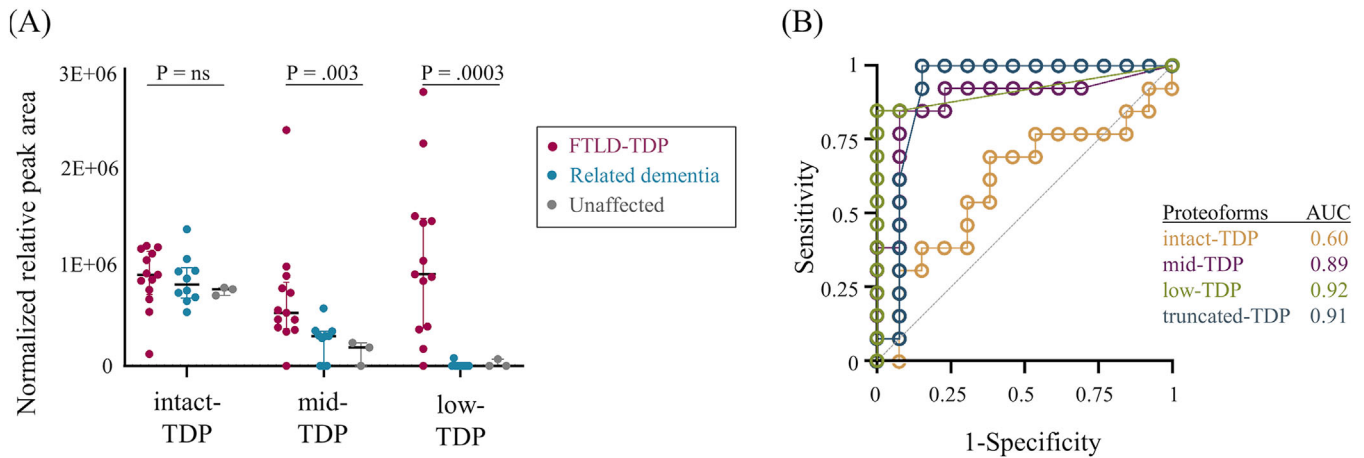 (A)
Normalized relative peak area
3E+06
2E+06
1E+06
0
P = ns
P = .003
P = .0003
intact-
TDP
mid-
TDP
low-
TDP
FTLD-TDP
Related dementia
Unaffected
(B)
Sensitivity
1
0.75
0.5
0.25
0
0
0.25
0.5
0.75
1
1-Specificity
Proteoforms AUC
intact-TDP 0.60
mid-TDP 0.89
low-TDP 0.92
truncated-TDP 0.91